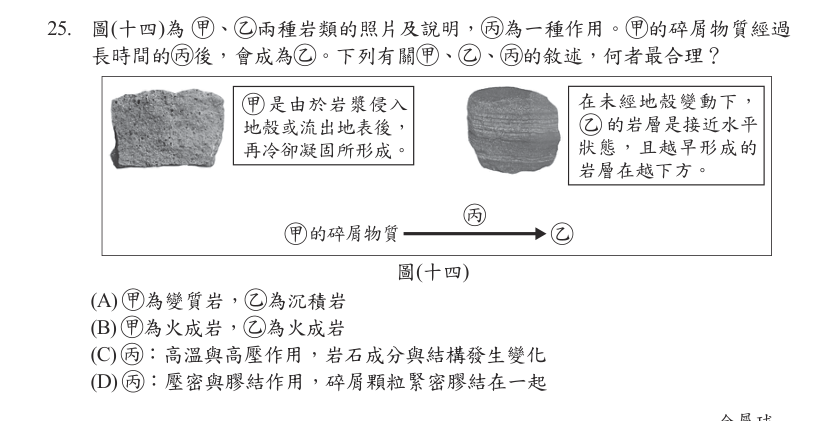 25. 圖(十四)為 ㊙甲、乙兩種岩類的照片及說明，丙為一種作用。甲的碎屑物質經過
長時間的丙後，會成為乙。下列有關甲、乙、丙的敘述，何者最合理？
甲是由於岩漿侵入
地殼或流出地表後，
再冷卻凝固所形成。
在未經地殼變動下，
乙的岩層是接近水平
狀態，且越早形成的
岩層在越下方。
丙
甲的碎屑物質
乙
圖(十四)
(A)甲為變質岩，乙為沉積岩
(B)甲為火成岩，乙為火成岩
(C)丙：高溫與高壓作用，岩石成分與結構發生變化
(D)丙：壓密與膠結作用，碎屑顆粒緊密膠結在一起